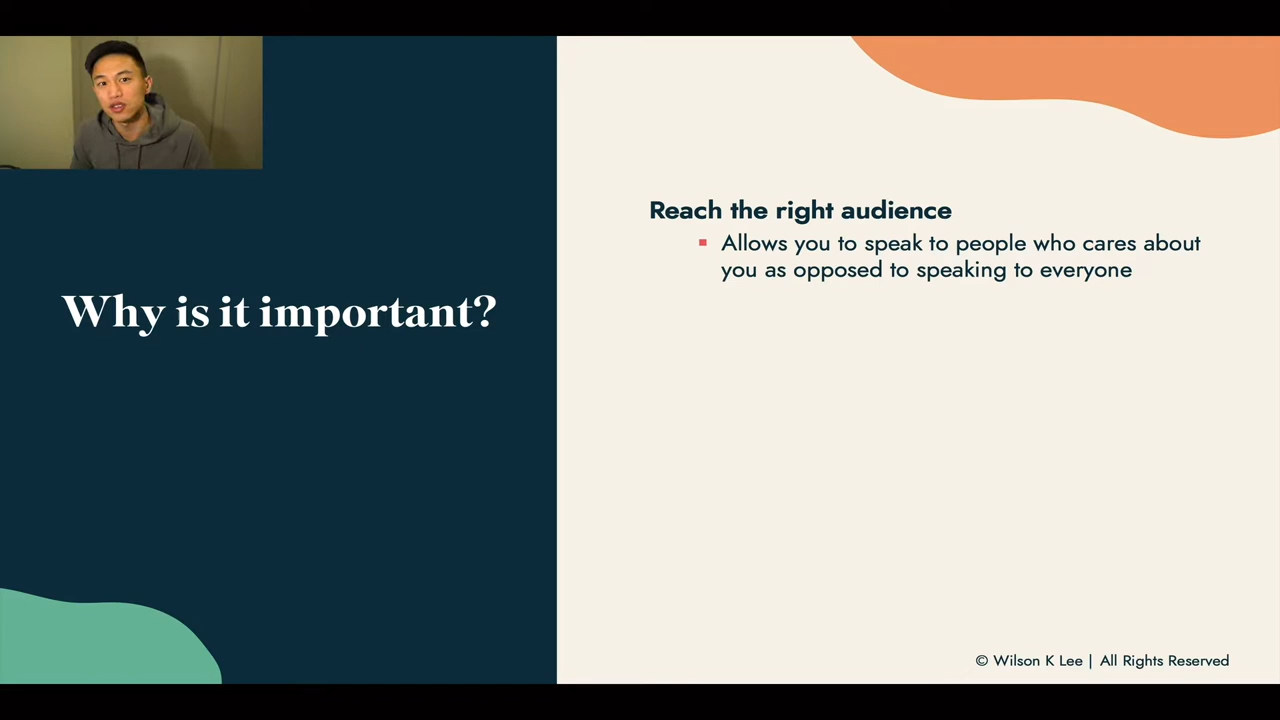 Why is it important?
Reach the right audience
Allows you to speak to people who cares about
you as opposed to speaking to everyone
© Wilson K Lee | All Rights Reserved